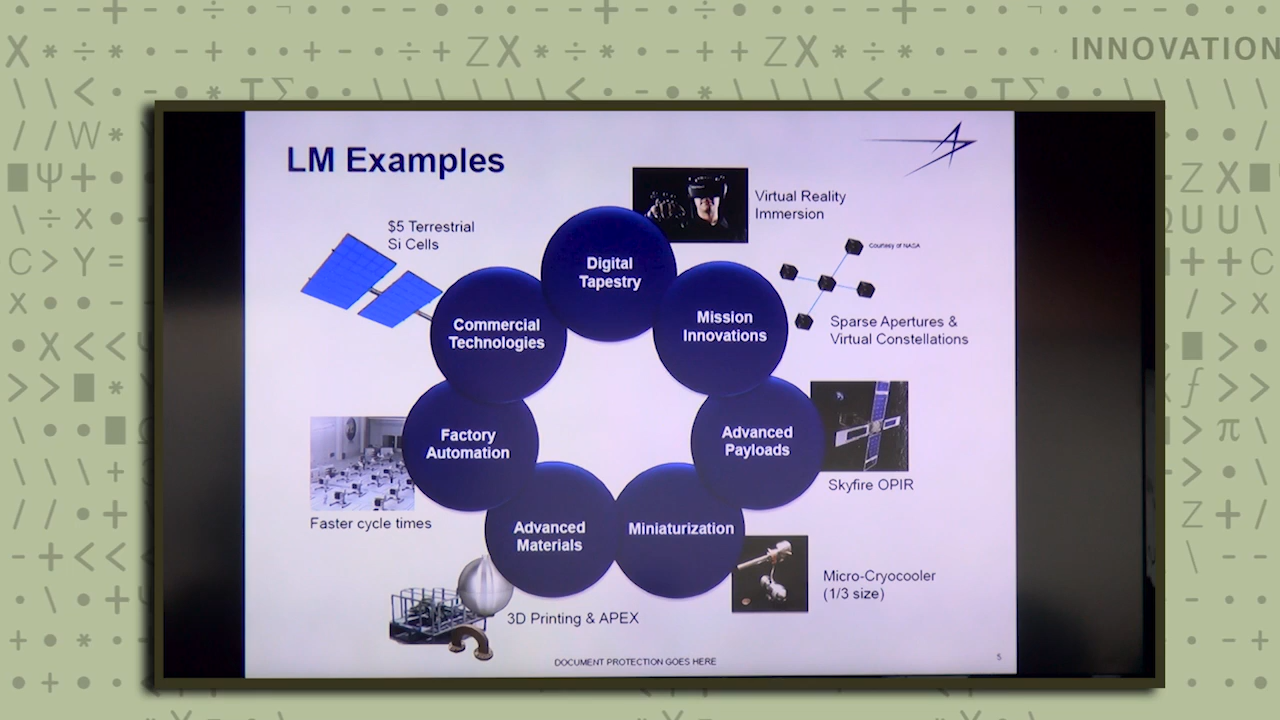 INNOVATION
LM Examples
Virtual Reality
Immersion
$5 Terrestrial
Si Cells
Courtesy of NASA
Digital
Tapestry
Commercial
Technologies
Mission
Innovations
Sparse Apertures &
Virtual Constellations
Factory
Automation
Advanced
Payloads
Skyfire OPIR
Faster cycle times
Advanced
Materials
Miniaturization
Micro-Cryocooler
(1/3 size)
3D Printing & APEX
DOCUMENT PROTECTION GOES HERE
5